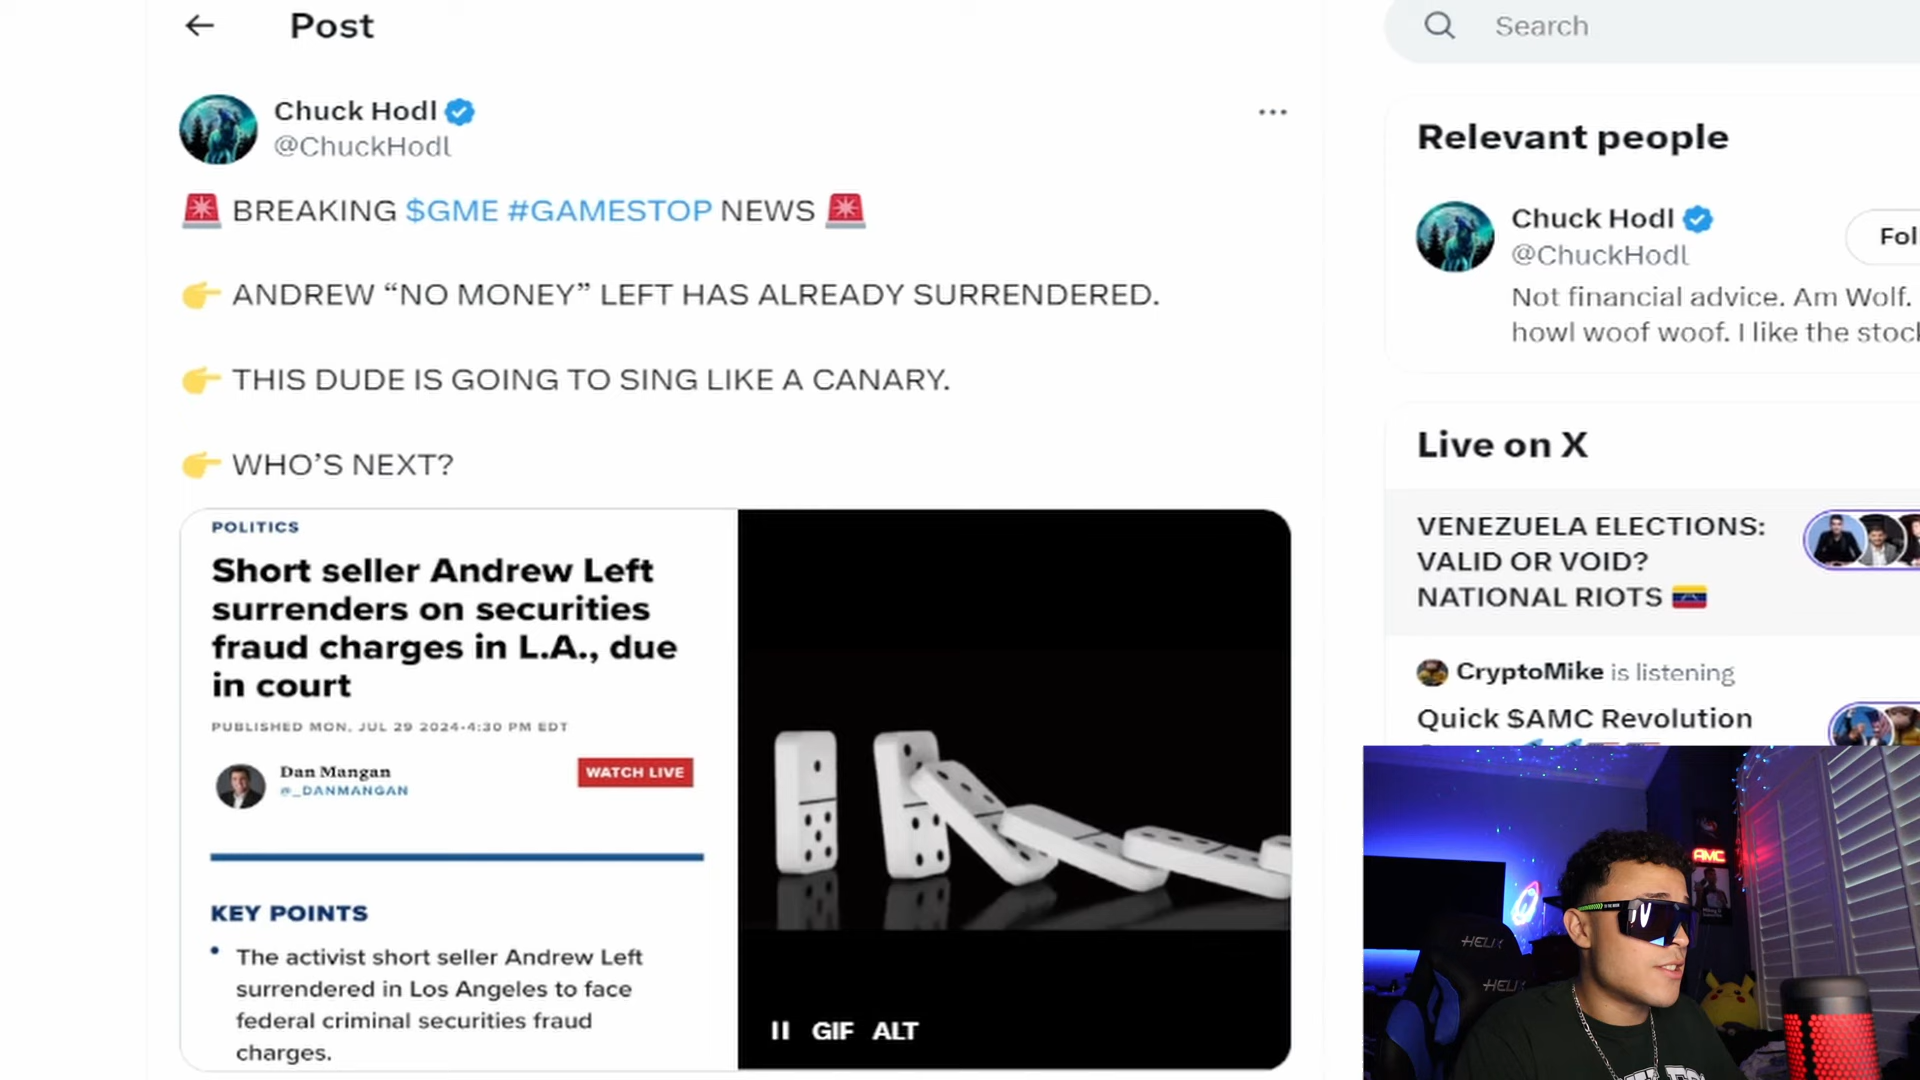 Post
Chuck Hodl
@ChuckHodl
🚨 BREAKING $GME #GAMESTOP NEWS 🚨
👉 ANDREW “NO MONEY” LEFT HAS ALREADY SURRENDERED.
👉 THIS DUDE IS GOING TO SING LIKE A CANARY.
👉 WHO’S NEXT?
POLITICS
Short seller Andrew Left
surrenders on securities
fraud charges in L.A., due
in court
PUBLISHED MON, JUL 29 2024•4:30 PM EDT
Dan Mangan
@_DANMANGAN
WATCH LIVE
KEY POINTS
• The activist short seller Andrew Left
surrendered in Los Angeles to face
federal criminal securities fraud
charges.
GIF ALT
Search
Relevant people
Chuck Hodl
@ChuckHodl
Fol
Not financial advice. Am Wolf.
howl woof woof. I like the stock
Live on X
VENEZUELA ELECTIONS:
VALID OR VOID?
NATIONAL RIOTS 🇻🇪
CryptoMike is listening
Quick $AMC Revolution
AMC
HELIX
HELIX